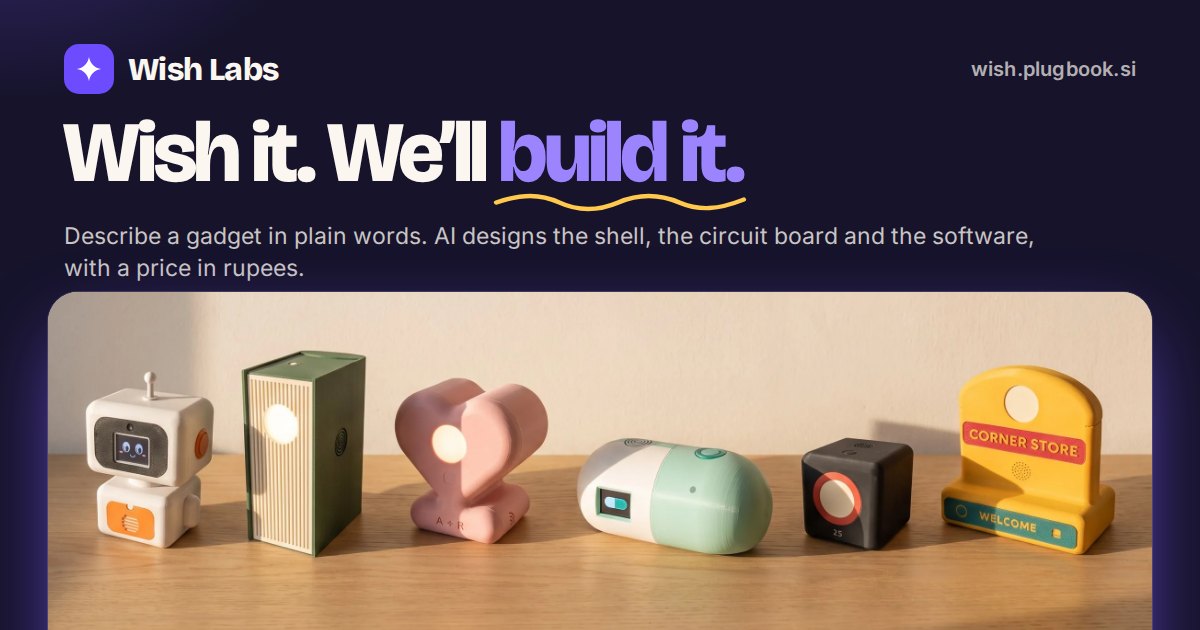 Wish Labs
wish.plugbook.si
Wish it. We’ll build it.
Describe a gadget in plain words. AI designs the shell, the circuit board and the software,
with a price in rupees.
A + R
25
CORNER STORE
WELCOME